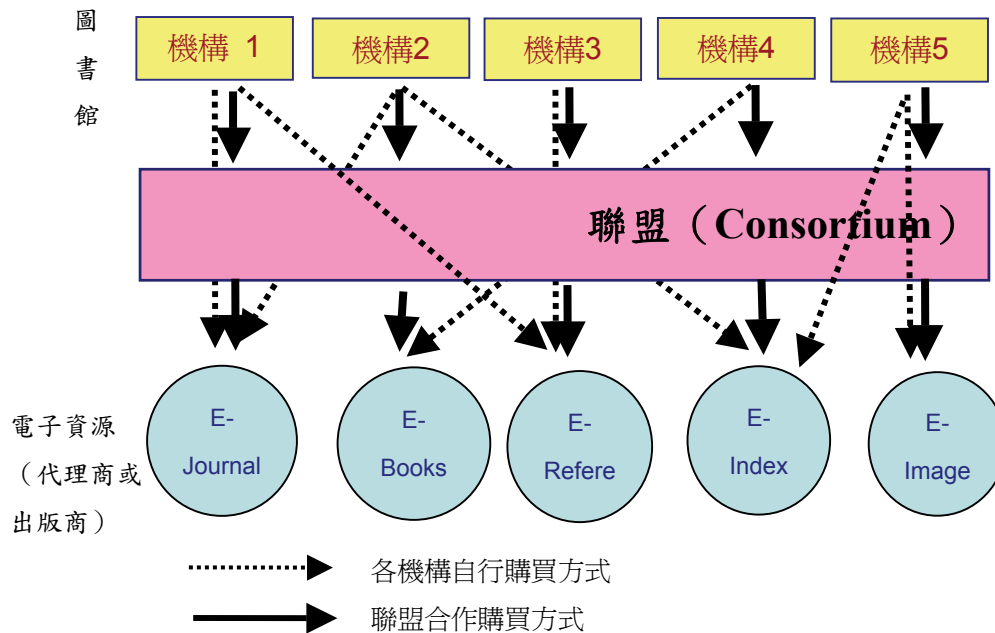 圖
書
館
機構 1
機構2
機構3
機構4
機構5
聯盟（Consortium）
電子資源
（代理商或
出版商）
E-
Journal
E-
Books
E-
Refere
E-
Index
E-
Image
各機構自行購買方式
聯盟合作購買方式